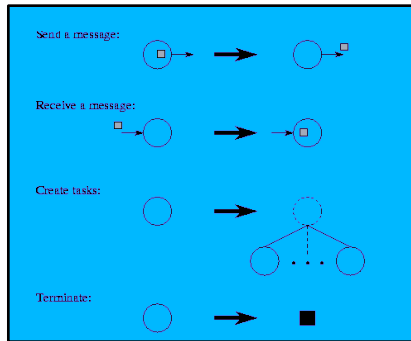 Send a message:
Receive a message:
Create tasks:
Terminate: